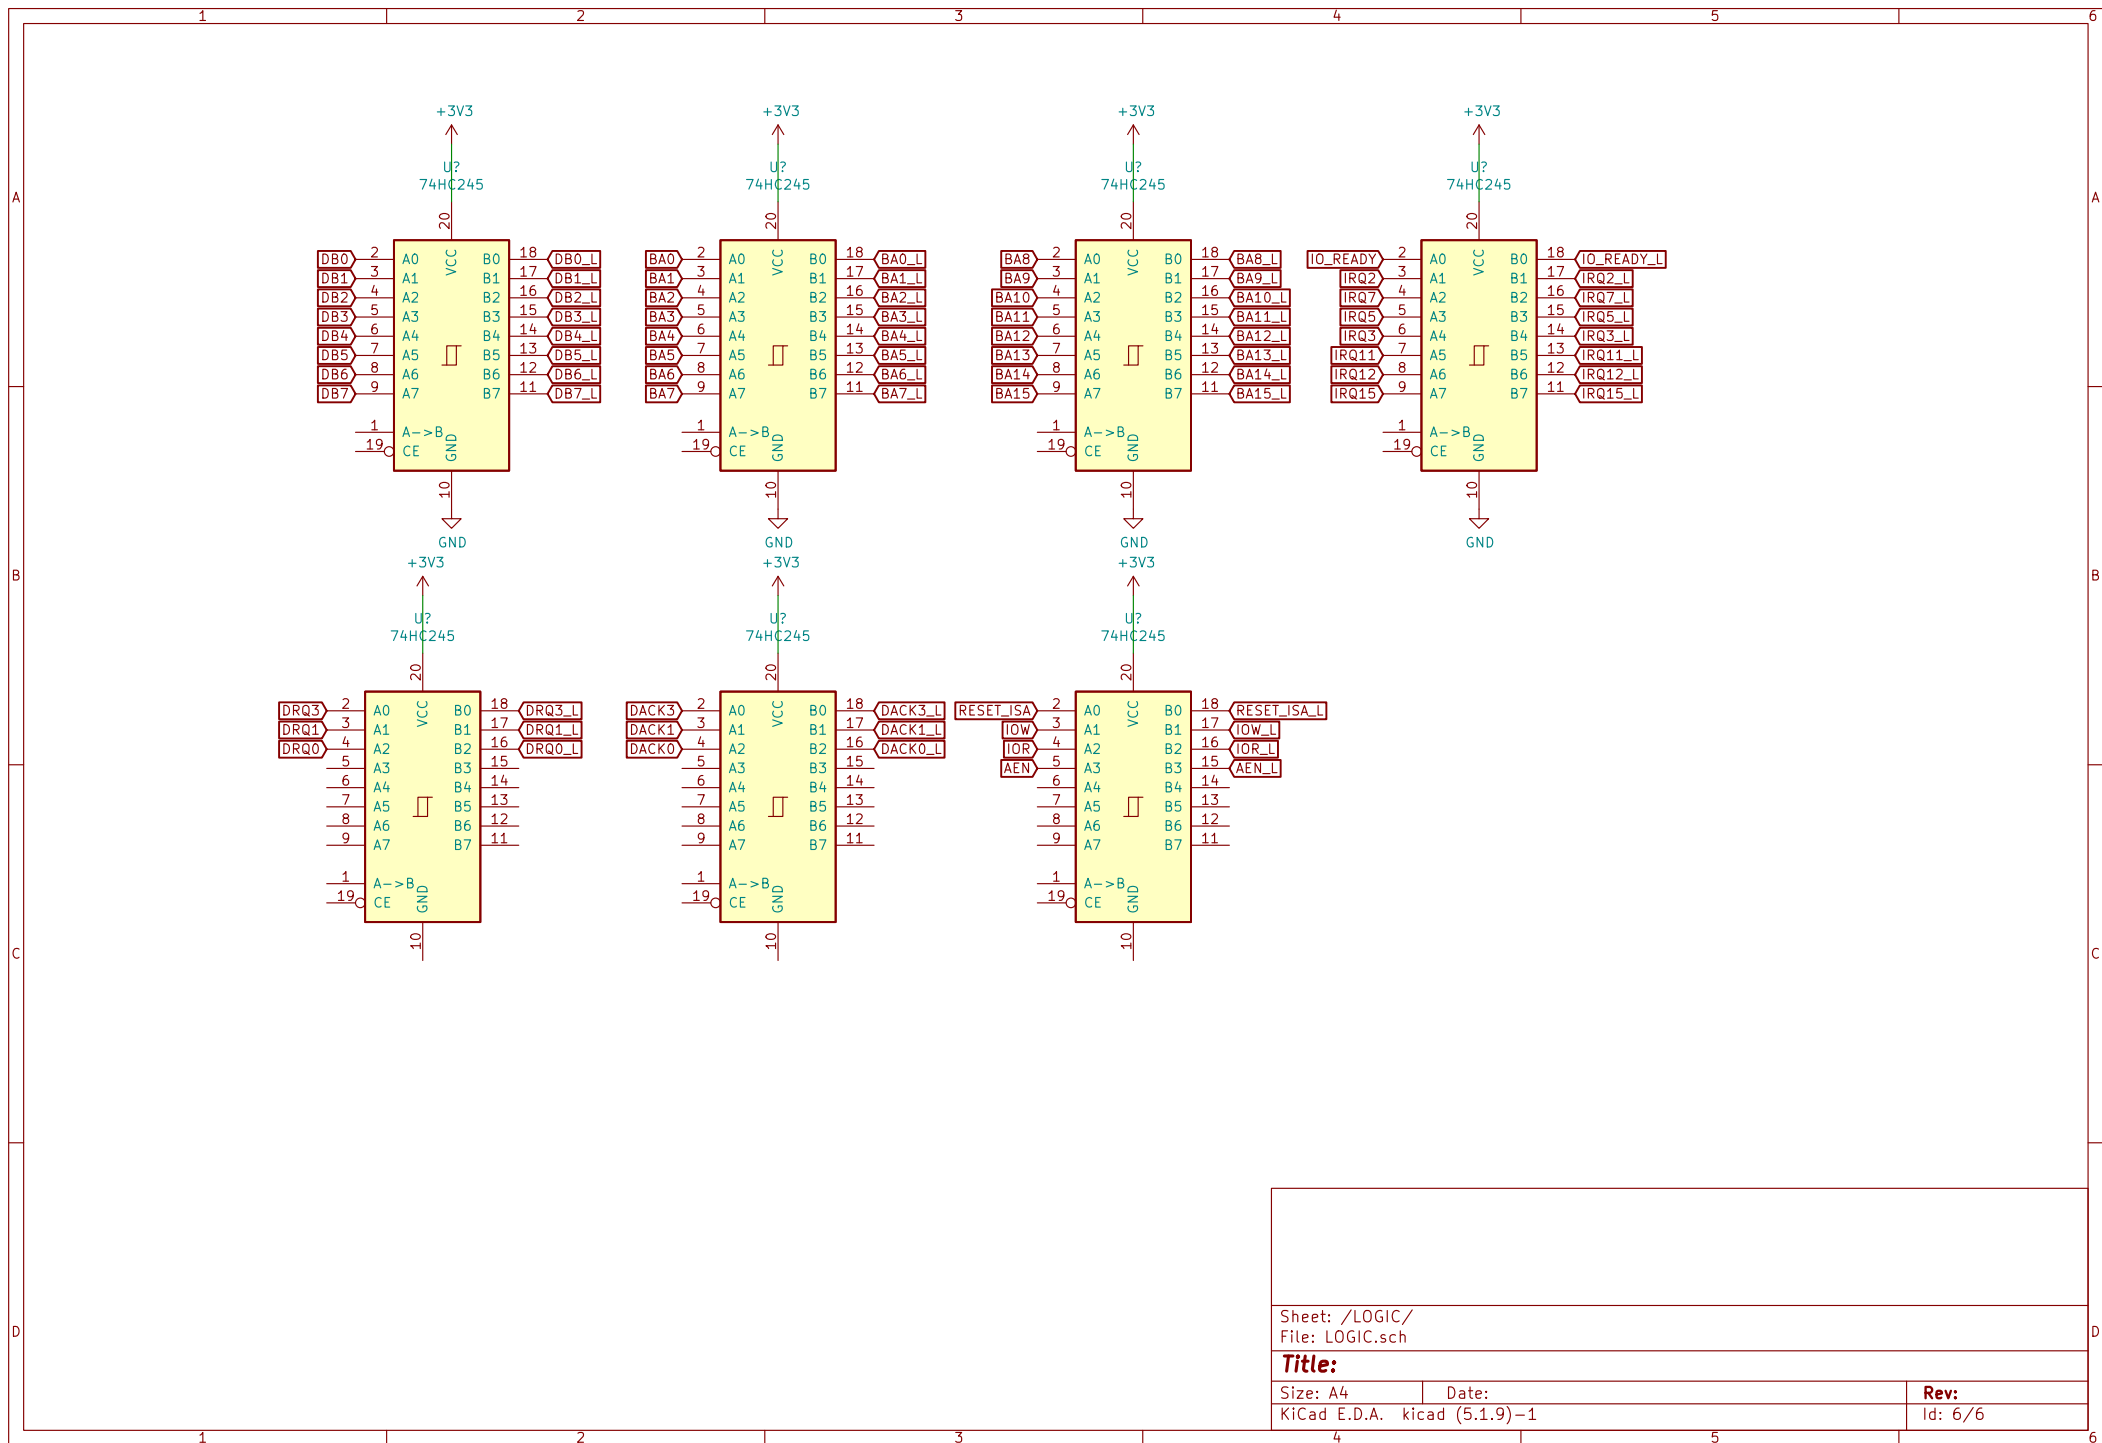 1 2 3 4 5 6
+3V3 +3V3 +3V3 +3V3
U? U? U? U?
74HC245 74HC245 74HC245 74HC245
A A
20 20 20 20
VCC VCC VCC VCC
DB0 2 A0 B0 18 DB0_L BA0 2 A0 B0 18 BA0_L BA8 2 A0 B0 18 BA8_L IO_READY 2 A0 B0 18 IO_READY_L
DB1 3 A1 B1 17 DB1_L BA1 3 A1 B1 17 BA1_L BA9 3 A1 B1 17 BA9_L IRQ2 3 A1 B1 17 IRQ2_L
DB2 4 A2 B2 16 DB2_L BA2 4 A2 B2 16 BA2_L BA10 4 A2 B2 16 BA10_L IRQ7 4 A2 B2 16 IRQ7_L
DB3 5 A3 B3 15 DB3_L BA3 5 A3 B3 15 BA3_L BA11 5 A3 B3 15 BA11_L IRQ5 5 A3 B3 15 IRQ5_L
DB4 6 A4 B4 14 DB4_L BA4 6 A4 B4 14 BA4_L BA12 6 A4 B4 14 BA12_L IRQ3 6 A4 B4 14 IRQ3_L
DB5 7 A5 B5 13 DB5_L BA5 7 A5 B5 13 BA5_L BA13 7 A5 B5 13 BA13_L IRQ11 7 A5 B5 13 IRQ11_L
DB6 8 A6 B6 12 DB6_L BA6 8 A6 B6 12 BA6_L BA14 8 A6 B6 12 BA14_L IRQ12 8 A6 B6 12 IRQ12_L
DB7 9 A7 B7 11 DB7_L BA7 9 A7 B7 11 BA7_L BA15 9 A7 B7 11 BA15_L IRQ15 9 A7 B7 11 IRQ15_L
1 A->B 1 A->B 1 A->B 1 A->B
19 CE GND 19 CE GND 19 CE GND 19 CE GND
10 10 10 10
GND GND GND GND
+3V3 +3V3 +3V3
B B
U? U? U?
74HC245 74HC245 74HC245
20 20 20
VCC VCC VCC
DRQ3 2 A0 B0 18 DRQ3_L DACK3 2 A0 B0 18 DACK3_L RESET_ISA 2 A0 B0 18 RESET_ISA_L
DRQ1 3 A1 B1 17 DRQ1_L DACK1 3 A1 B1 17 DACK1_L IOW 3 A1 B1 17 IOW_L
DRQ0 4 A2 B2 16 DRQ0_L DACK0 4 A2 B2 16 DACK0_L IOR 4 A2 B2 16 IOR_L
5 A3 B3 15 5 A3 B3 15 AEN 5 A3 B3 15 AEN_L
6 A4 B4 14 6 A4 B4 14 6 A4 B4 14
7 A5 B5 13 7 A5 B5 13 7 A5 B5 13
8 A6 B6 12 8 A6 B6 12 8 A6 B6 12
9 A7 B7 11 9 A7 B7 11 9 A7 B7 11
1 A->B 1 A->B 1 A->B
19 CE GND 19 CE GND 19 CE GND
10 10 10
C C
Sheet: /LOGIC/
D D
File: LOGIC.sch
Title:
Size: A4 Date: Rev:
KiCad E.D.A. kicad (5.1.9)-1 Id: 6/6
1 2 3 4 5 6